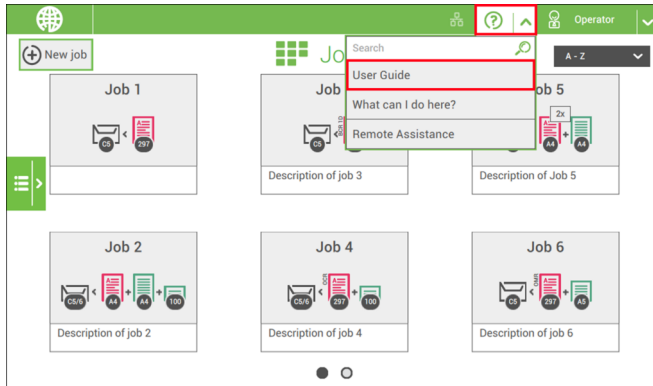 Operator
New job
Jo
A - Z
Search
User Guide
What can I do here?
Remote Assistance
Job 1
C5
297
Job
C5
Description of job 3
ob 5
2x
A4
A4
Description of Job 5
Job 2
C5/6
A4
A4
100
Description of job 2
Job 4
C5/6
OCR
297
100
Description of job 4
Job 6
C5
OMR
297
A5
Description of job 6